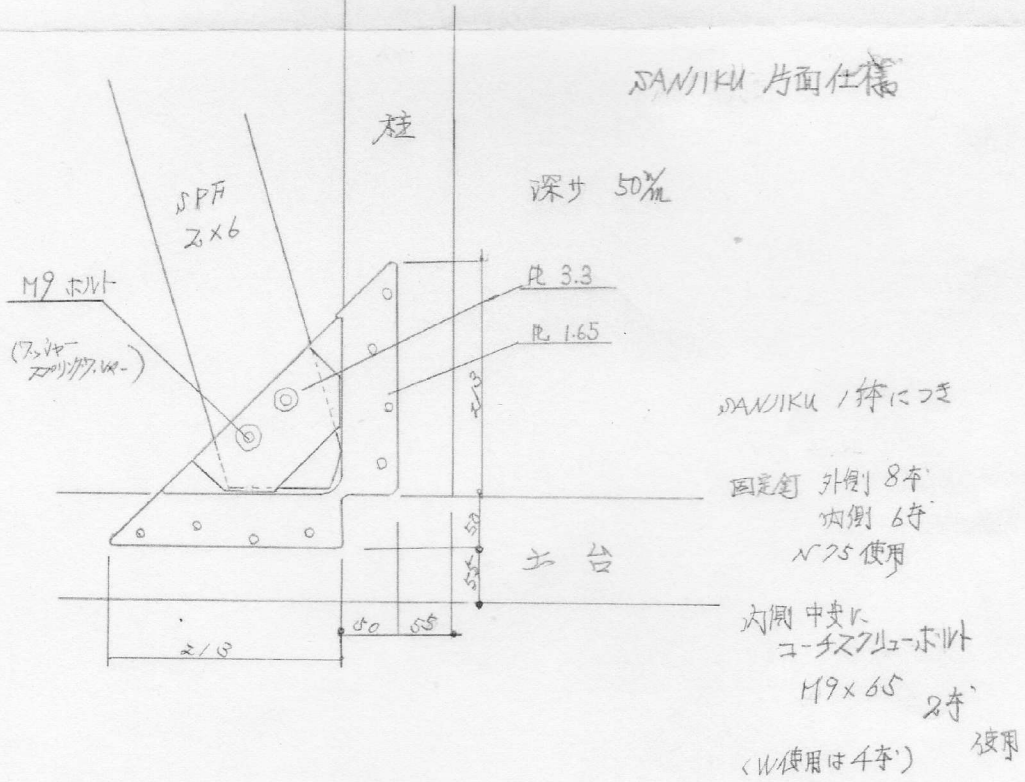 SANJIKU 片面仕様
柱
深サ 50m/m
SPF
2×6
M9 ボルト
(ワッシャー
スプリングワッシャー)
PL 3.3
PL 1.65
213
SANJIKU 1体につき
固定釘 外側 8本
内側 6本
N75 使用
50
55
土台
50 55
213
内側 中央に
コーチスクリューボルト
M9×65 2本
使用
(W使用は4本)